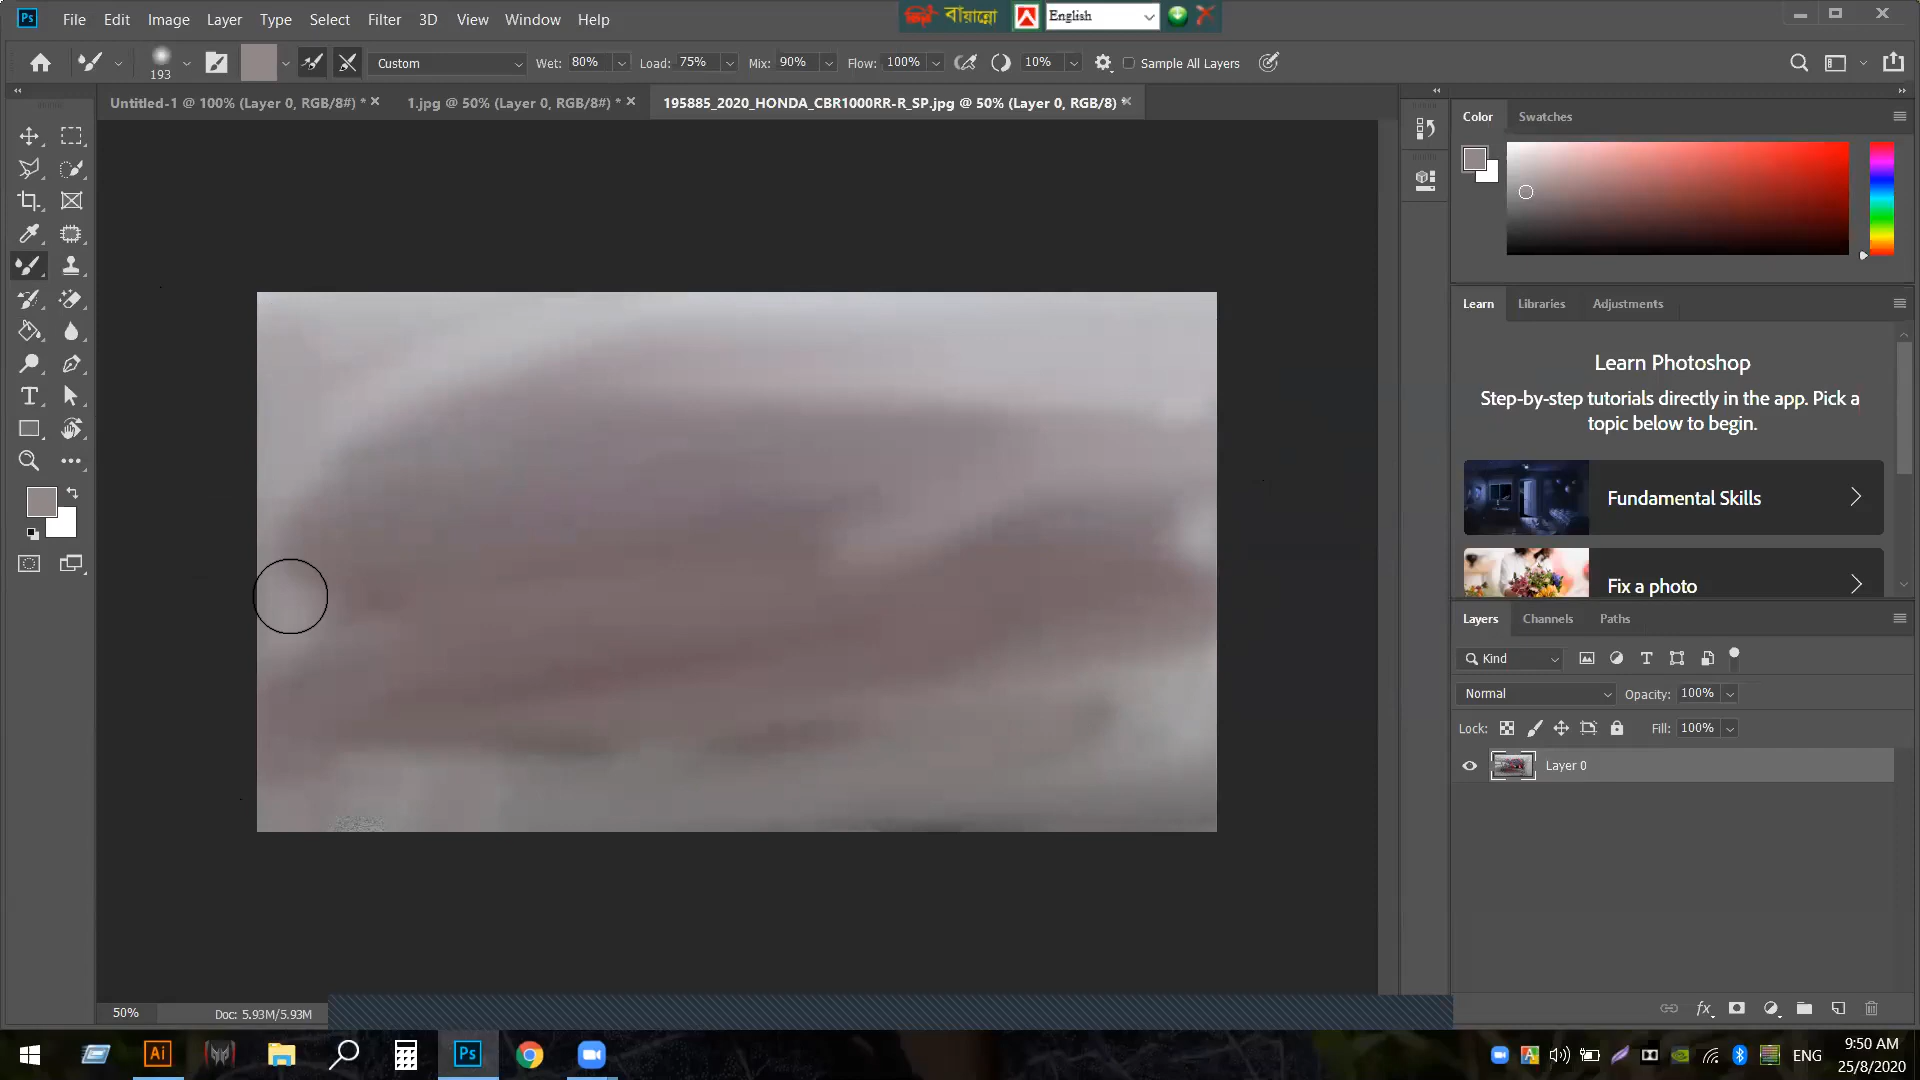 Ps File Edit Image Layer Type Select Filter 3D View Window Help
বায়ান্নো English
193 Custom Wet: 80% Load: 75% Mix: 90% Flow: 100% 10% Sample All Layers
Untitled-1 @ 100% (Layer 0, RGB/8#) * × 1.jpg @ 50% (Layer 0, RGB/8#) * × 195885_2020_HONDA_CBR1000RR-R_SP.jpg @ 50% (Layer 0, RGB/8) * ×
Color Swatches
Learn Libraries Adjustments
Learn Photoshop
Step-by-step tutorials directly in the app. Pick a
topic below to begin.
Fundamental Skills
Fix a photo
Layers Channels Paths
Kind
Normal Opacity: 100%
Lock: Fill: 100%
Layer 0
50% Doc: 5.93M/5.93M
Ai Ps ENG
9:50 AM
25/8/2020